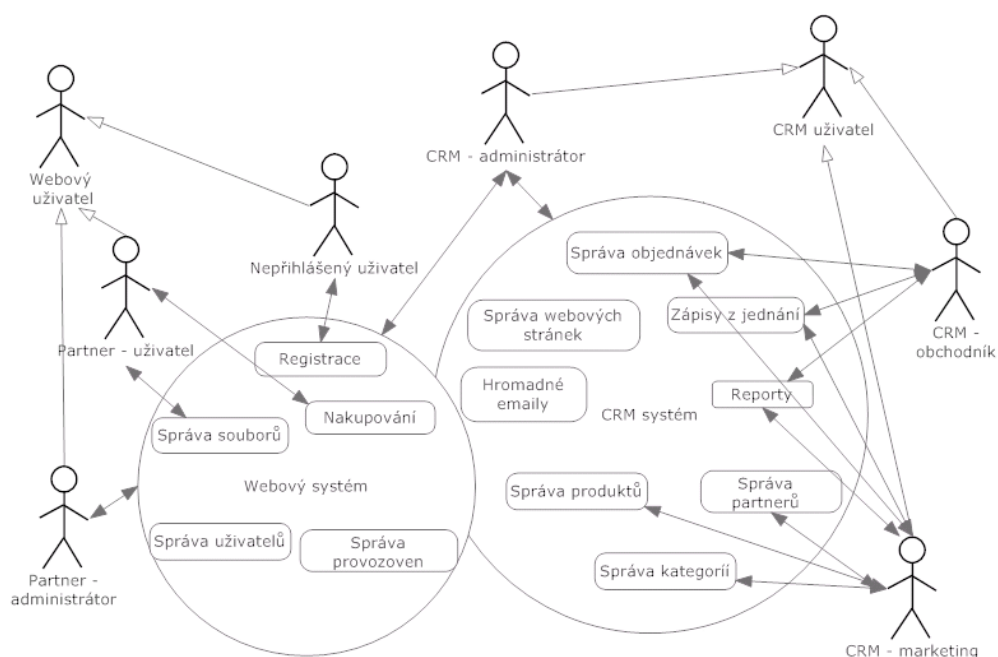 CRM uživatel
CRM - administrátor
Webový
uživatel
Nepřihlášený uživatel
Správa objednávek
Partner - uživatel
Správa webových
stránek
Zápisy z jednání
CRM -
obchodník
Registrace
Hromadné
emaily
Reporty
CRM systém
Nakupování
Správa souborů
Webový systém
Správa produktů
Správa
partnerů
Správa uživatelů
Správa
provozoven
Správa kategoríí
Partner -
administrátor
CRM - marketing